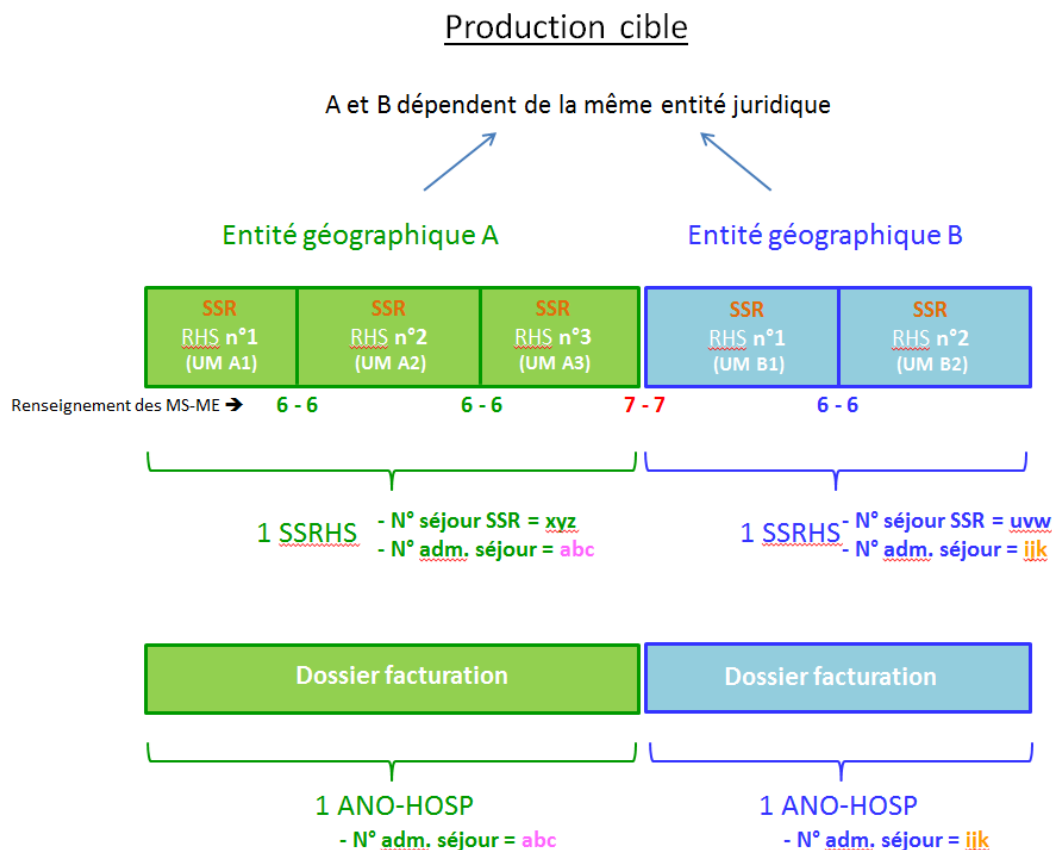 Production cible
A et B dépendent de la même entité juridique
Entité géographique A
Entité géographique B
SSR
RHS n°1
(UM A1)
SSR
RHS n°2
(UM A2)
SSR
RHS n°3
(UM A3)
SSR
RHS n°1
(UM B1)
SSR
RHS n°2
(UM B2)
Renseignement des MS-ME ➔ 6 - 6 6 - 6 7 - 7 6 - 6
1 SSRHS
- N° séjour SSR = xyz
- N° adm. séjour = abc
1 SSRHS
- N° séjour SSR = uvw
- N° adm. séjour = ijk
Dossier facturation
Dossier facturation
1 ANO-HOSP
- N° adm. séjour = abc
1 ANO-HOSP
- N° adm. séjour = ijk